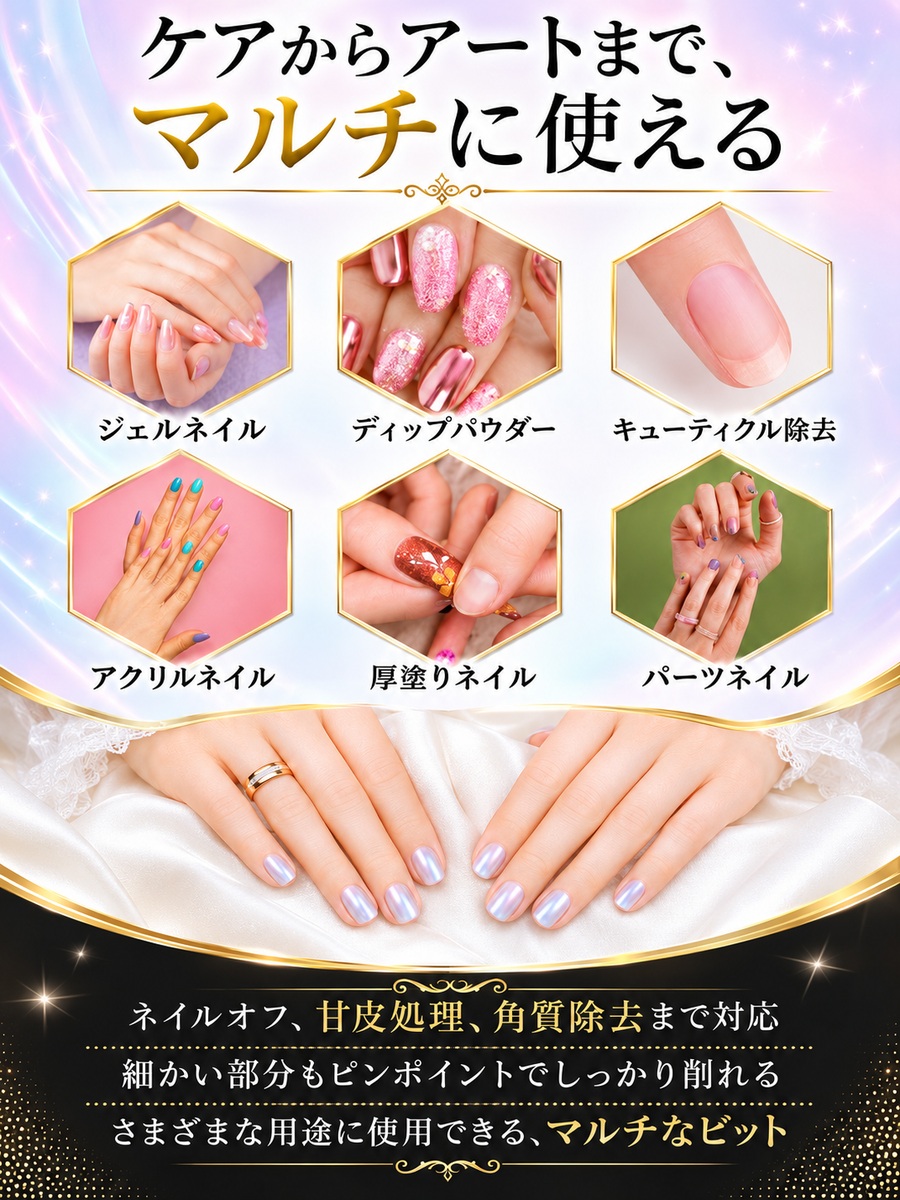 ケアからアートまで、
マルチに使える
ジェルネイル
ディップパウダー
キューティクル除去
アクリルネイル
厚塗りネイル
パーツネイル
ネイルオフ、甘皮処理、角質除去まで対応
細かい部分もピンポイントでしっかり削れる
さまざまな用途に使用できる、マルチなビット